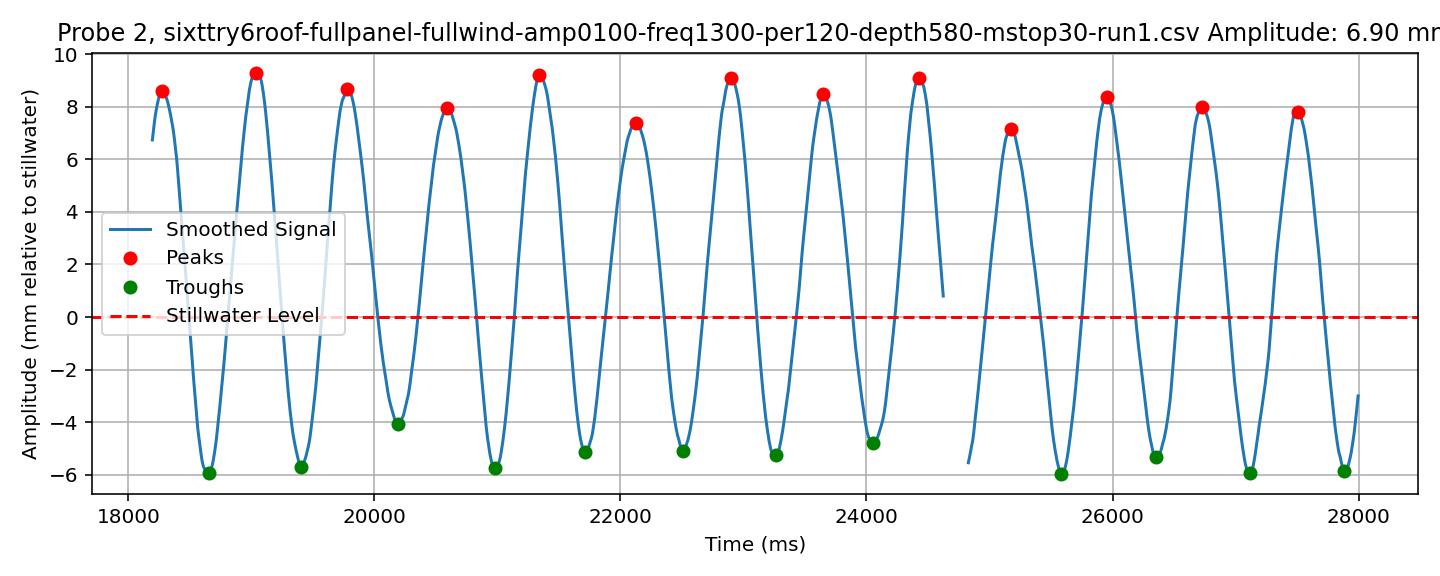 Probe 2, sixttry6roof-fullpanel-fullwind-amp0100-freq1300-per120-depth580-mstop30-run1.csv Amplitude: 6.90
Amplitude (mm relative to stillwater)
10
8
6
4
2
0
−2
−4
−6
Smoothed Signal
Peaks
Troughs
Stillwater Level
18000 20000 22000 24000 26000 28000
Time (ms)